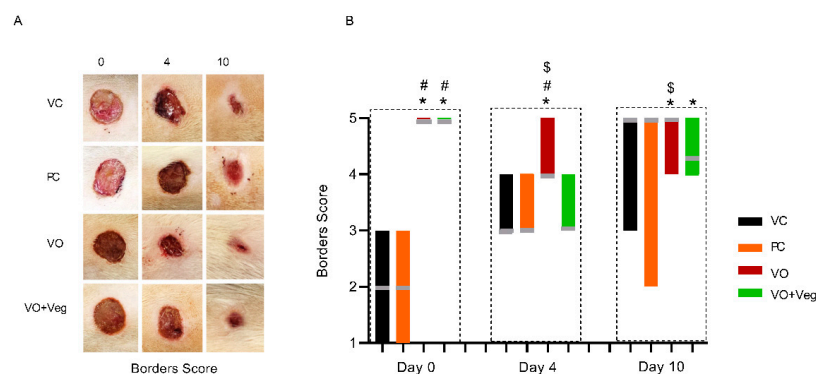 A
0 4 10
VC
PC
VO
VO+Veg
Borders Score
B
# #
* *
$
#
*
$
* *
5
4
3
2
1
Borders Score
Day 0 Day 4 Day 10
VC
PC
VO
VO+Veg